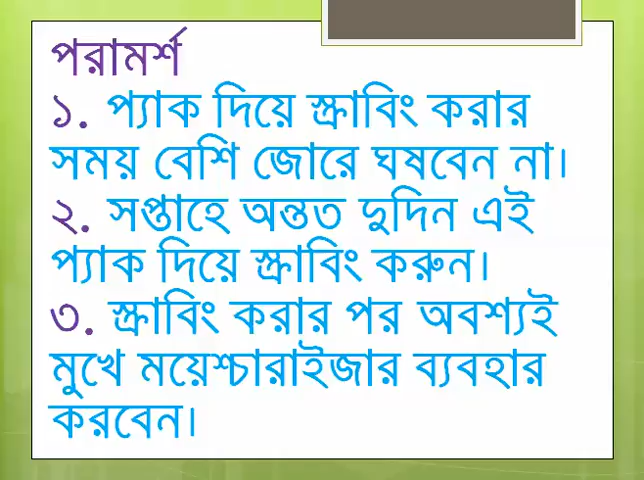 পরামর্শ
১. প্যাক দিয়ে স্ক্রাবিং করার
সময় বেশি জোরে ঘষবেন না।
২. সপ্তাহে অন্তত দুদিন এই
প্যাক দিয়ে স্ক্রাবিং করুন।
৩. স্ক্রাবিং করার পর অবশ্যই
মুখে ময়েশ্চারাইজার ব্যবহার
করবেন।